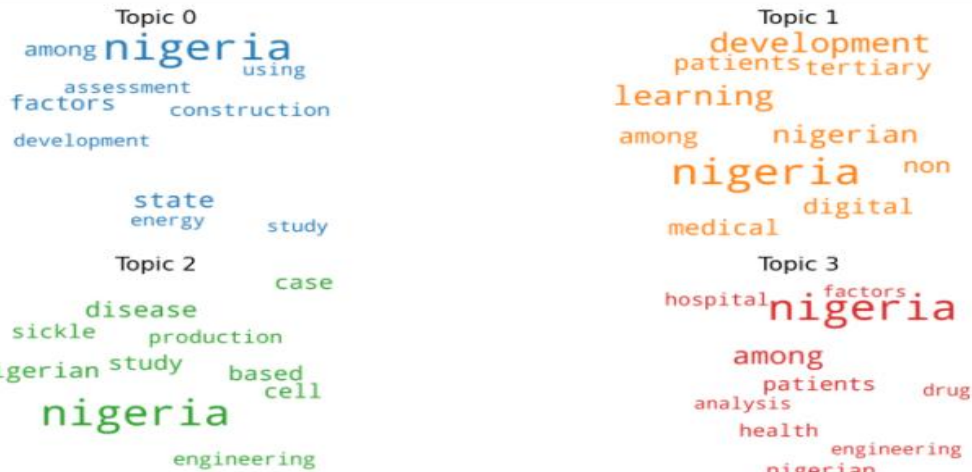 Topic 0
among nigeria
using
assessment
factors
construction
development
state
energy
study
Topic 1
development
patients tertiary
learning
among nigerian
nigeria non
digital
medical
Topic 2
case
disease
sickle
production
igerian study
based
cell
nigeria
engineering
Topic 3
factors
hospital nigeria
among
patients
drug
analysis
health
engineering
nigerian